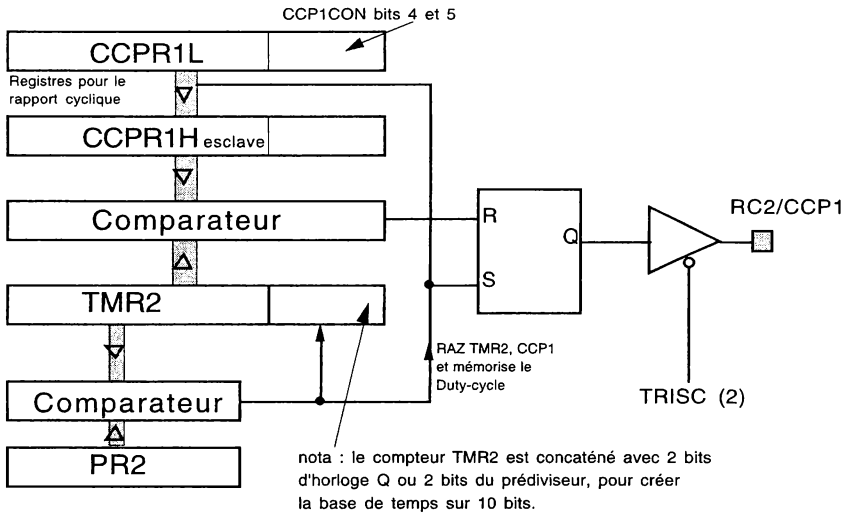 CCP1CON bits 4 et 5
CCPR1L
Registres pour le
rapport cyclique
CCPR1H esclave
Comparateur
R
Q
RC2/CCP1
S
TMR2
RAZ TMR2, CCP1
et mémorise le
Duty-cycle
TRISC (2)
Comparateur
PR2
nota : le compteur TMR2 est concaténé avec 2 bits
d'horloge Q ou 2 bits du prédiviseur, pour créer
la base de temps sur 10 bits.